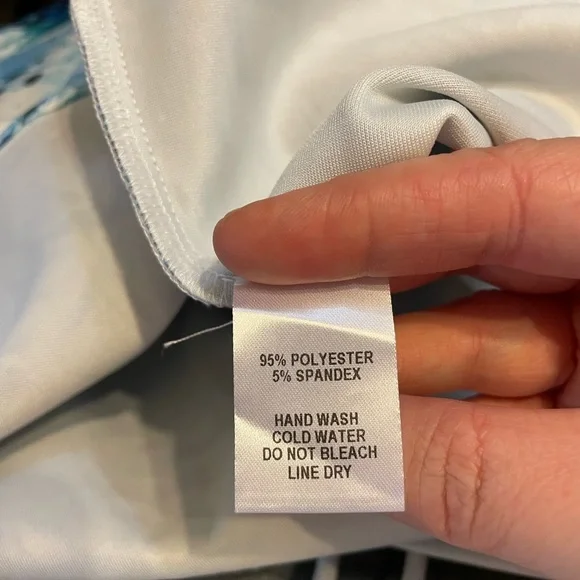 95% POLYESTER
5% SPANDEX
HAND WASH
COLD WATER
DO NOT BLEACH
LINE DRY